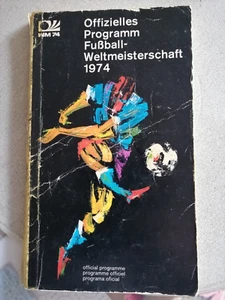 WM 74
Offizielles
Programm
Fußball-
Weltmeisterschaft
1974
official programme
programme officiel
programa oficial